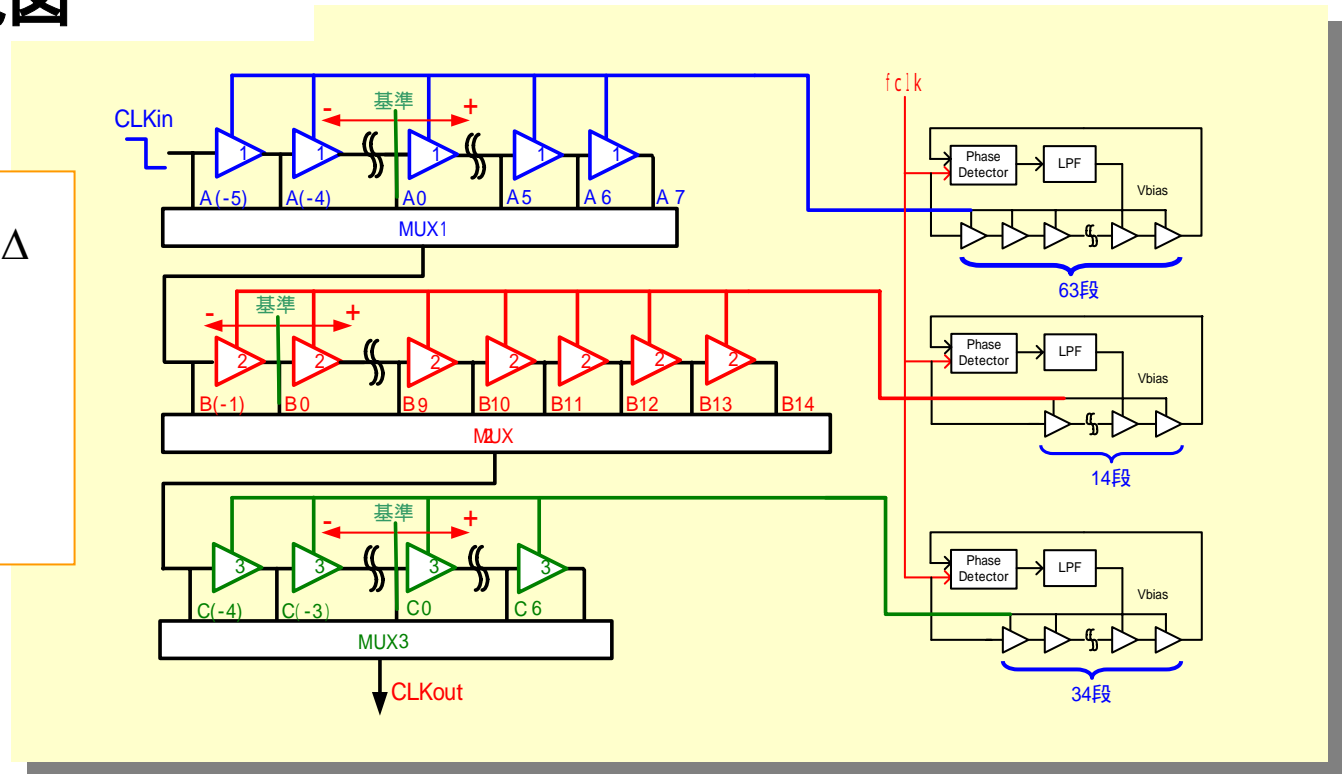 図
Δ
CLKin
- 基準 +
1 1 1 1 1
A(-5) A(-4) A0 A5 A6 A7
MUX1
- 基準 +
2 2 2 2 2 2 2
B(-1) B0 B9 B10 B11 B12 B13 B14
MUX2
- 基準 +
3 3 3 3
C(-4) C(-3) C0 C6
MUX3
CLKout
fclk
Phase
Detector
LPF
Vbias
63段
Phase
Detector
LPF
Vbias
14段
Phase
Detector
LPF
Vbias
34段